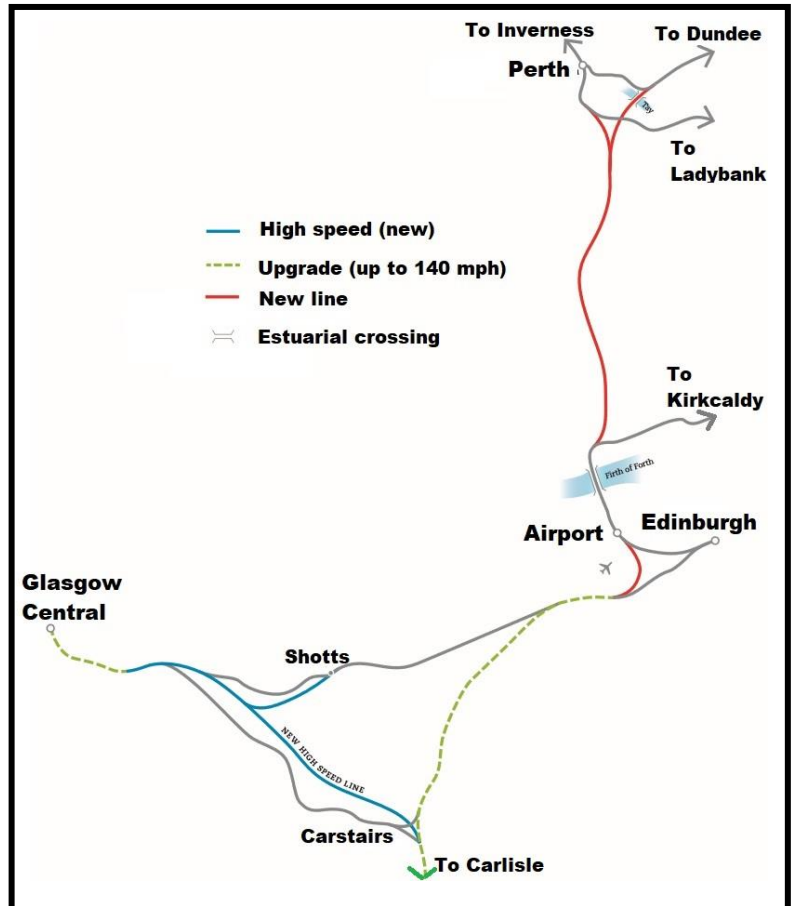 To Inverness
To Dundee
Perth
Tay
To
Ladybank
High speed (new)
Upgrade (up to 140 mph)
New line
Estuarial crossing
To
Kirkcaldy
Firth of Forth
Airport
Edinburgh
Glasgow
Central
Shotts
NEW HIGH SPEED LINE
Carstairs
To Carlisle